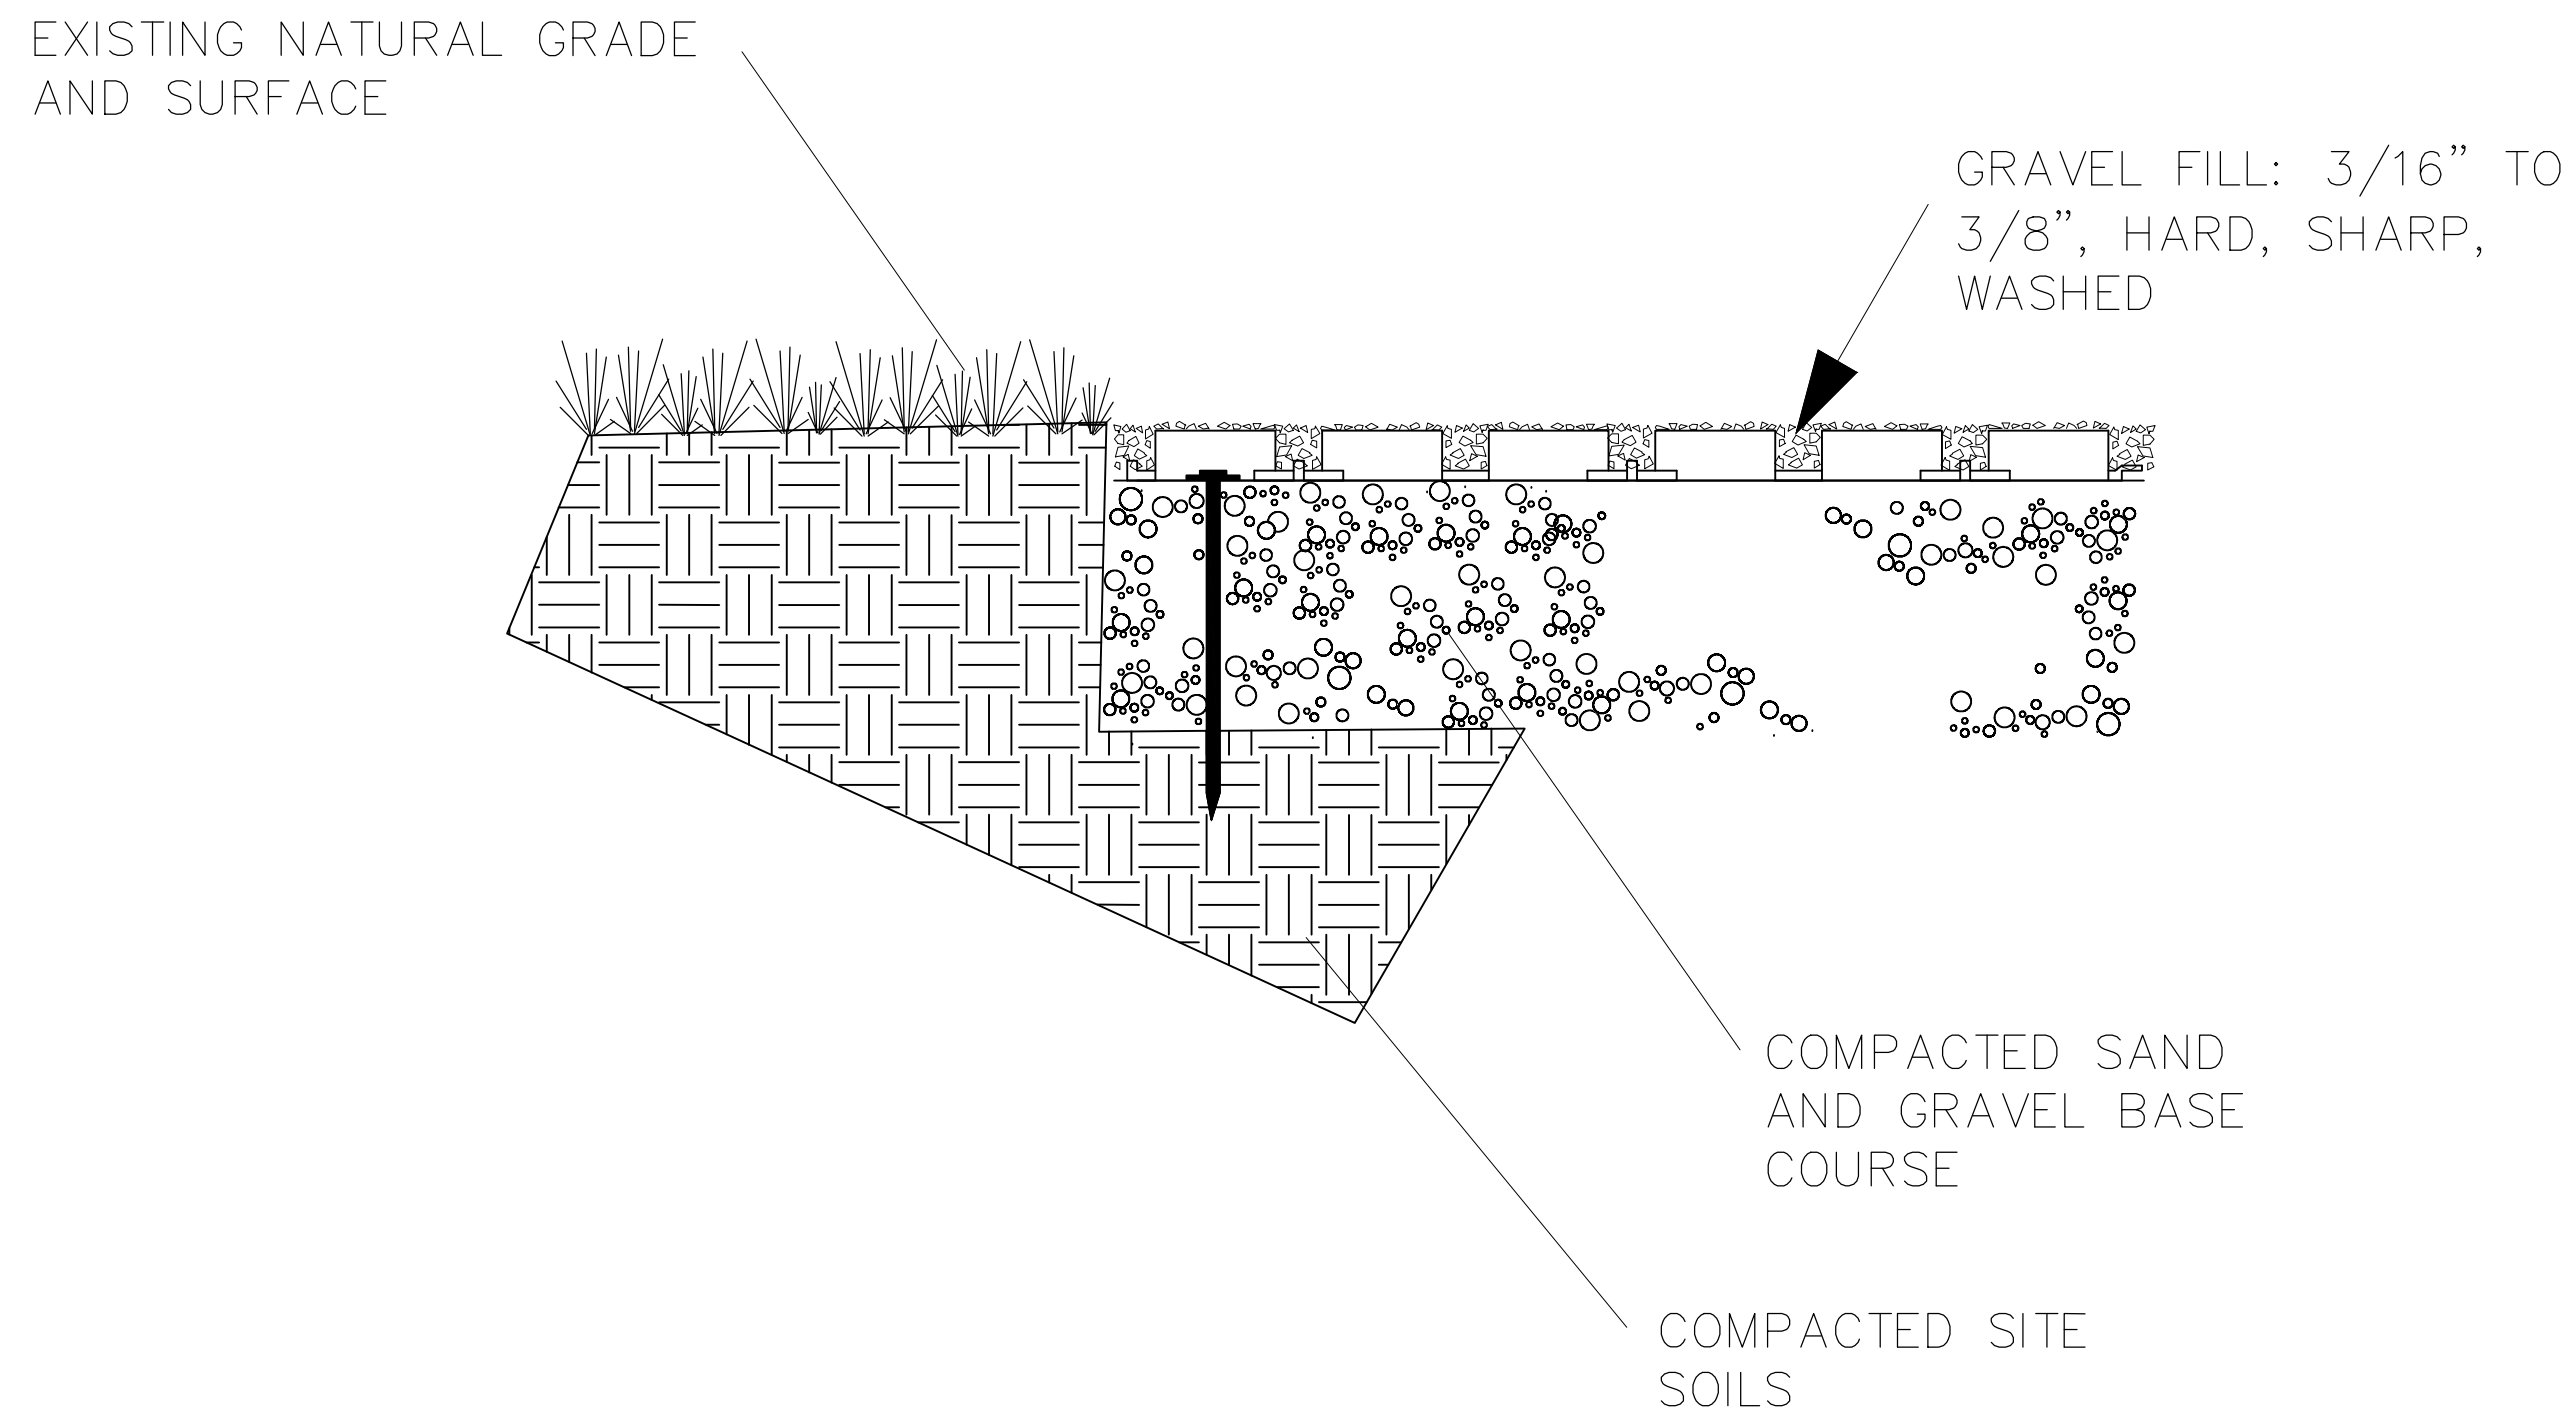 EXISTING NATURAL GRADE
AND SURFACE
GRAVEL FILL: 3/16” TO
3/8”, HARD, SHARP,
WASHED
COMPACTED SAND
AND GRAVEL BASE
COURSE
COMPACTED SITE
SOILS